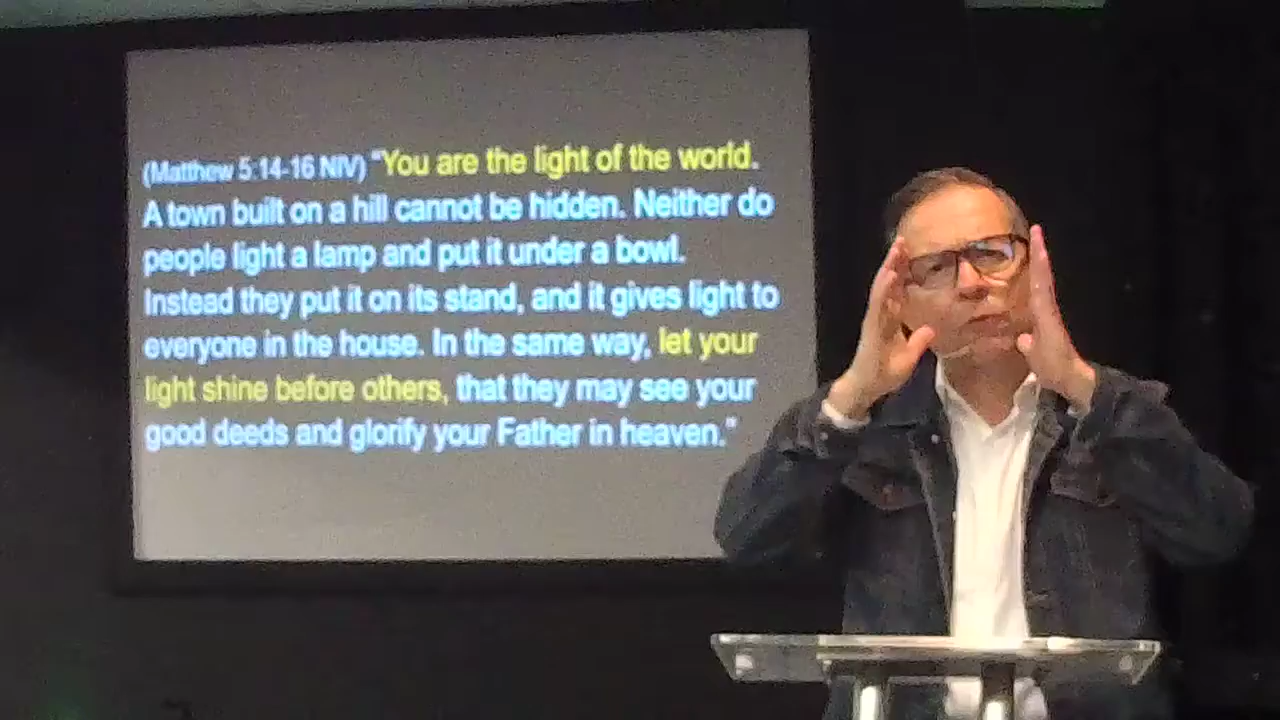 (Matthew 5:14-16 NIV) "You are the light of the world.
A town built on a hill cannot be hidden. Neither do
people light a lamp and put it under a bowl.
Instead they put it on its stand, and it gives light to
everyone in the house. In the same way, let your
light shine before others, that they may see your
good deeds and glorify your Father in heaven."